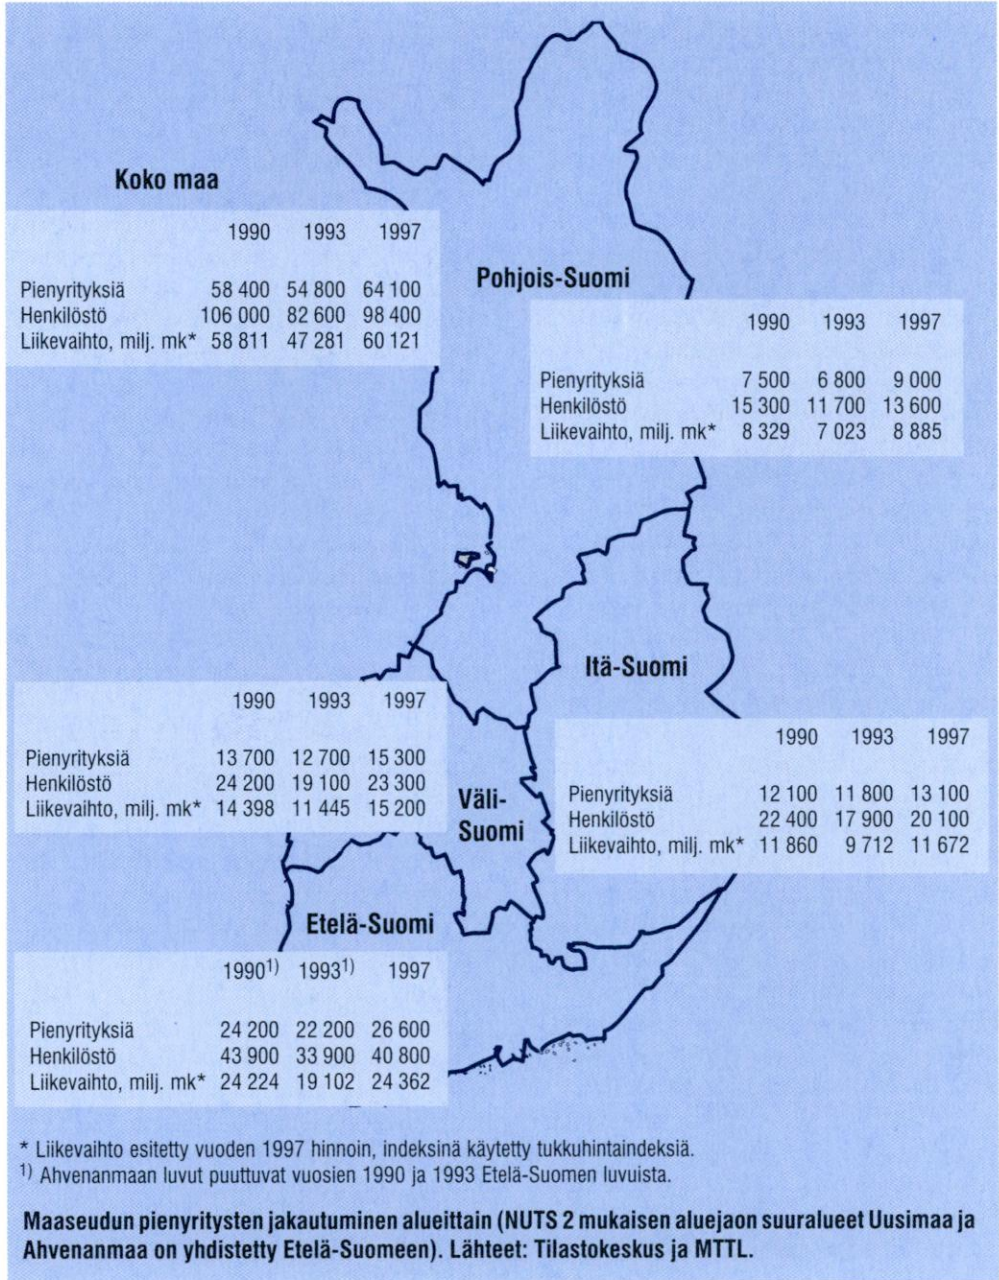 Koko maa
1990 1993 1997
Pienyrityksiä 58 400 54 800 64 100
Henkilöstö 106 000 82 600 98 400
Liikevaihto, milj. mk* 58 811 47 281 60 121
Pohjois-Suomi
1990 1993 1997
Pienyrityksiä 7 500 6 800 9 000
Henkilöstö 15 300 11 700 13 600
Liikevaihto, milj. mk* 8 329 7 023 8 885
Itä-Suomi
1990 1993 1997
Pienyrityksiä 12 100 11 800 13 100
Henkilöstö 22 400 17 900 20 100
Liikevaihto, milj. mk* 11 860 9 712 11 672
1990 1993 1997
Pienyrityksiä 13 700 12 700 15 300
Henkilöstö 24 200 19 100 23 300
Liikevaihto, milj. mk* 14 398 11 445 15 200
Väli-
Suomi
Etelä-Suomi
1990¹⁾ 1993¹⁾ 1997
Pienyrityksiä 24 200 22 200 26 600
Henkilöstö 43 900 33 900 40 800
Liikevaihto, milj. mk* 24 224 19 102 24 362
* Liikevaihto esitetty vuoden 1997 hinnoin, indeksinä käytetty tukkuhintaindeksiä.
¹⁾ Ahvenanmaan luvut puuttuvat vuosien 1990 ja 1993 Etelä-Suomen luvuista.
Maaseudun pienyritysten jakautuminen alueittain (NUTS 2 mukaisen aluejaon suuralueet Uusimaa ja
Ahvenanmaa on yhdistetty Etelä-Suomeen). Lähteet: Tilastokeskus ja MTTL.